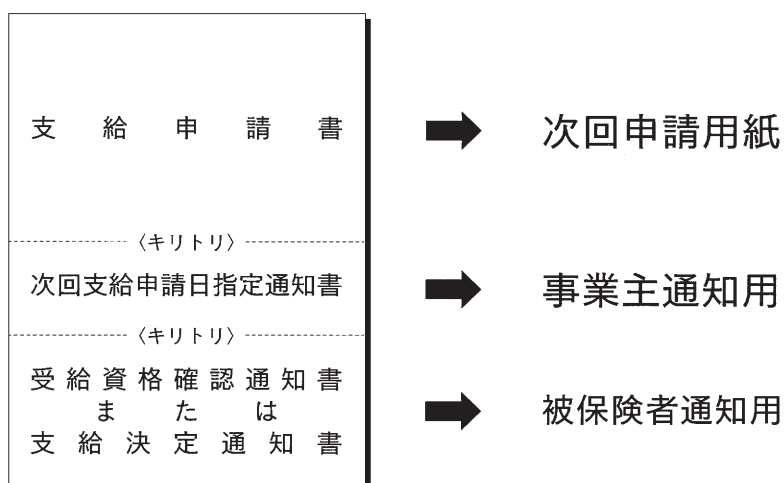 支給申請書
次回申請用紙
〈キリトリ〉
次回支給申請日指定通知書
事業主通知用
〈キリトリ〉
受給資格確認通知書
または
支給決定通知書
被保険者通知用